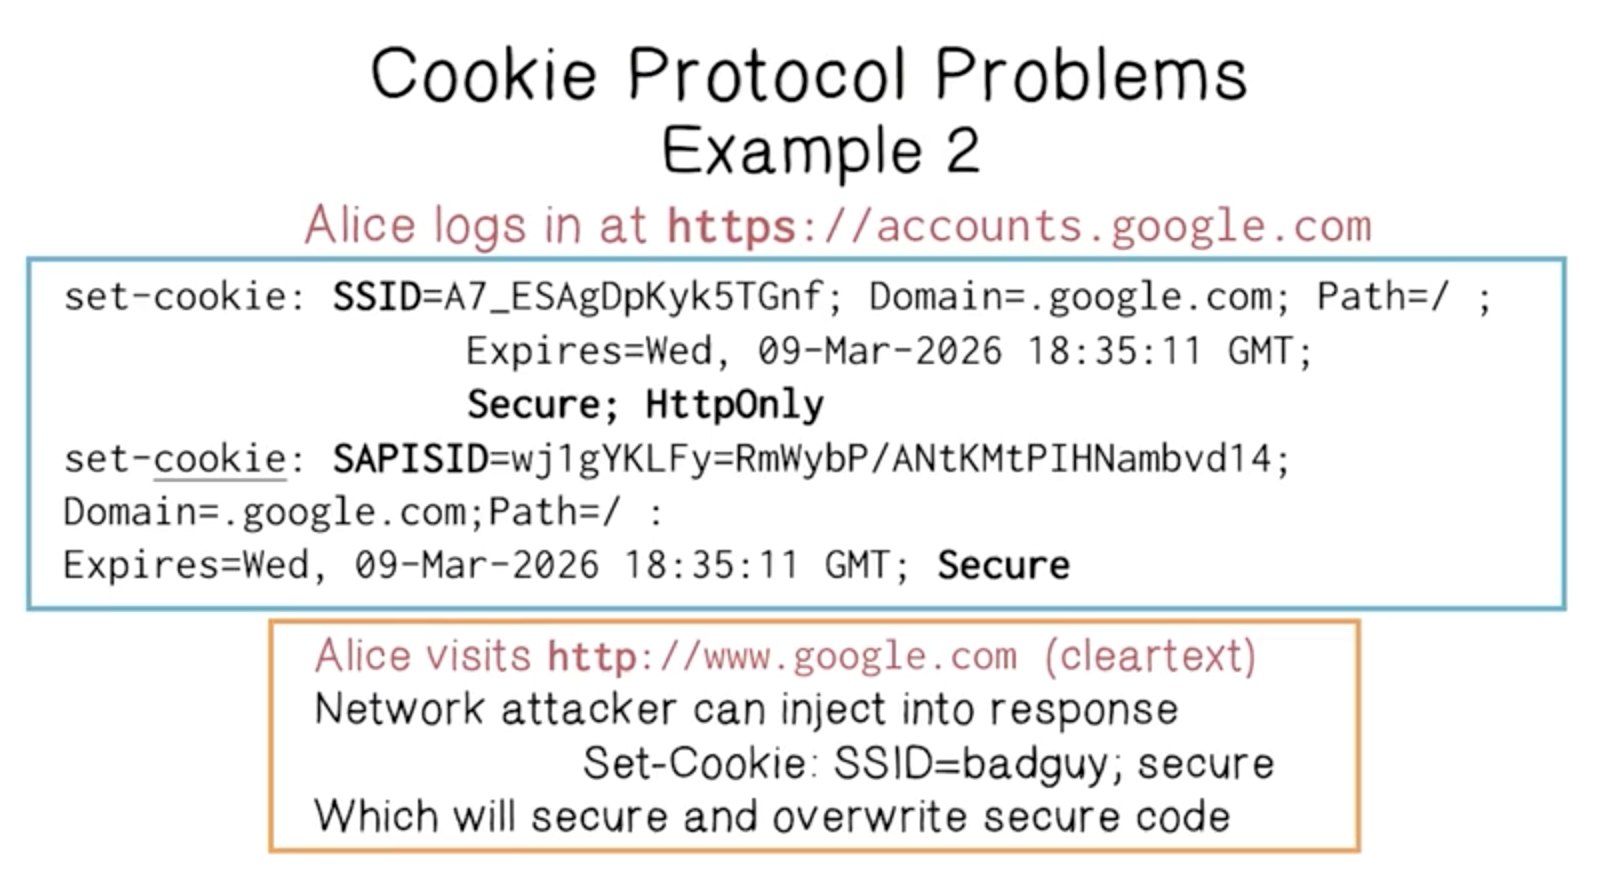 Cookie Protocol Problems
Example 2
Alice logs in at https://accounts.google.com
set-cookie: SSID=A7_ESAgDpKyk5TGnf; Domain=.google.com; Path=/ ;
Expires=Wed, 09-Mar-2026 18:35:11 GMT;
Secure; HttpOnly
set-cookie: SAPISID=wj1gYKLFy=RmWybP/ANtKMtPIHNambvd14;
Domain=.google.com;Path=/ :
Expires=Wed, 09-Mar-2026 18:35:11 GMT; Secure
Alice visits http://www.google.com (cleartext)
Network attacker can inject into response
Set-Cookie: SSID=badguy; secure
Which will secure and overwrite secure code